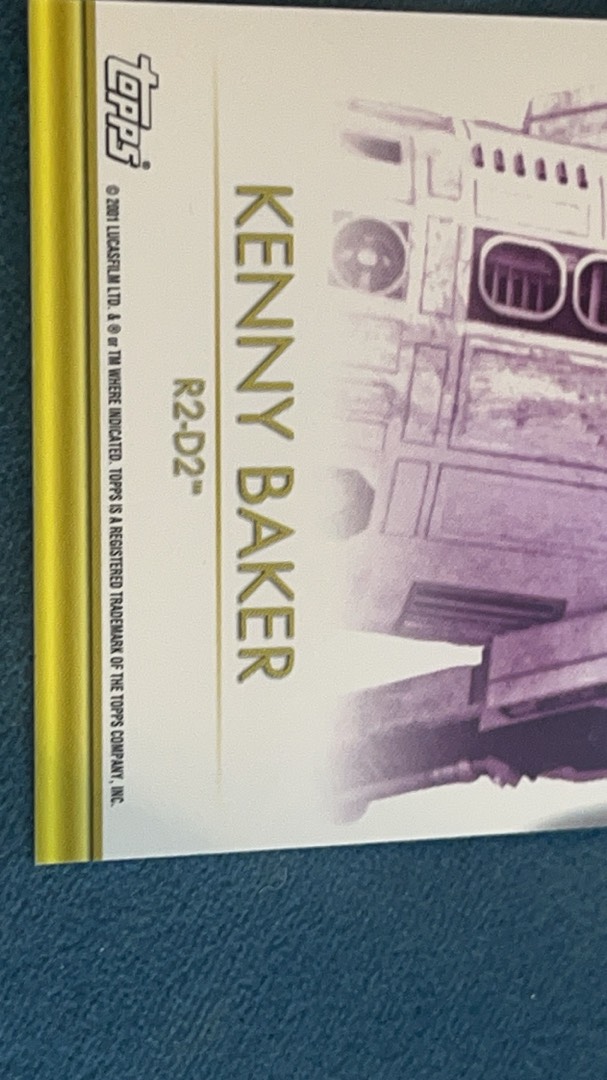 KENNY BAKER
R2-D2™
topps® © 2001 LUCASFILM LTD. & ® or TM WHERE INDICATED. TOPPS IS A REGISTERED TRADEMARK OF THE TOPPS COMPANY, INC.